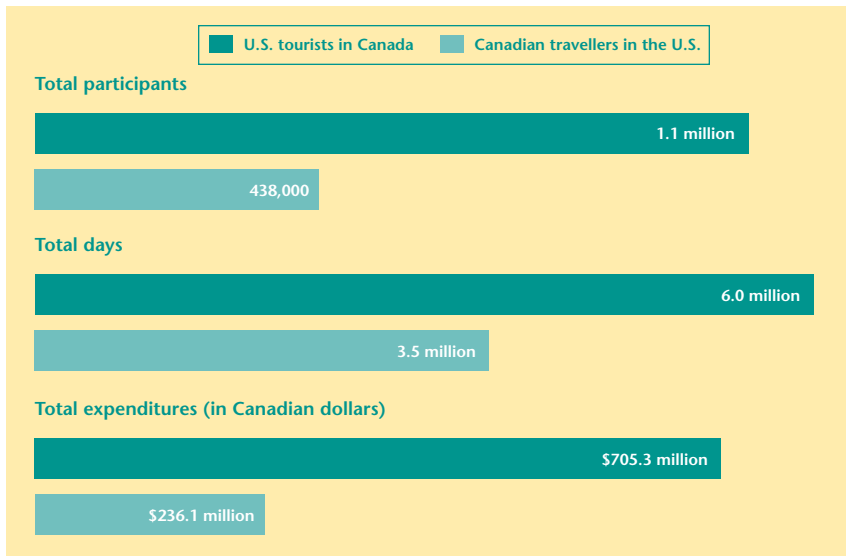 U.S. tourists in Canada Canadian travellers in the U.S.
Total participants
1.1 million
438,000
Total days
6.0 million
3.5 million
Total expenditures (in Canadian dollars)
$705.3 million
$236.1 million